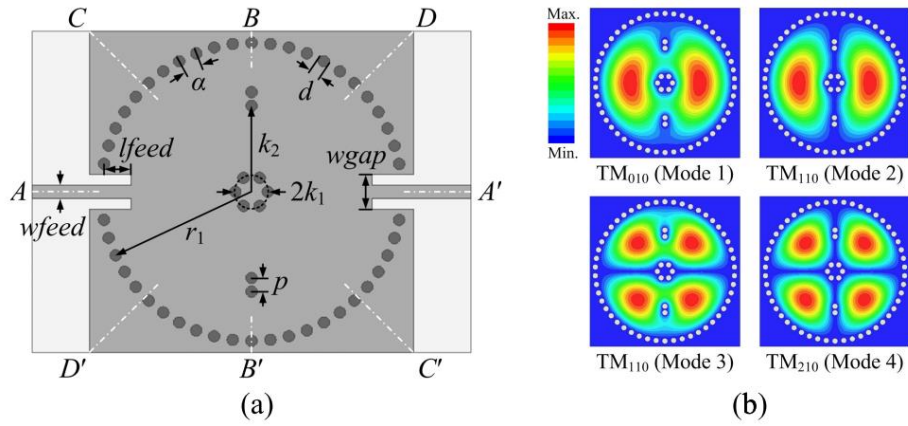 C B D
α d
k₂
lfeed wgap
A A′
2k₁
wfeed
r₁
p
D′ B′ C′
(a)
Max.
Min.
TM₀₁₀ (Mode 1) TM₁₁₀ (Mode 2)
TM₁₁₀ (Mode 3) TM₂₁₀ (Mode 4)
(b)